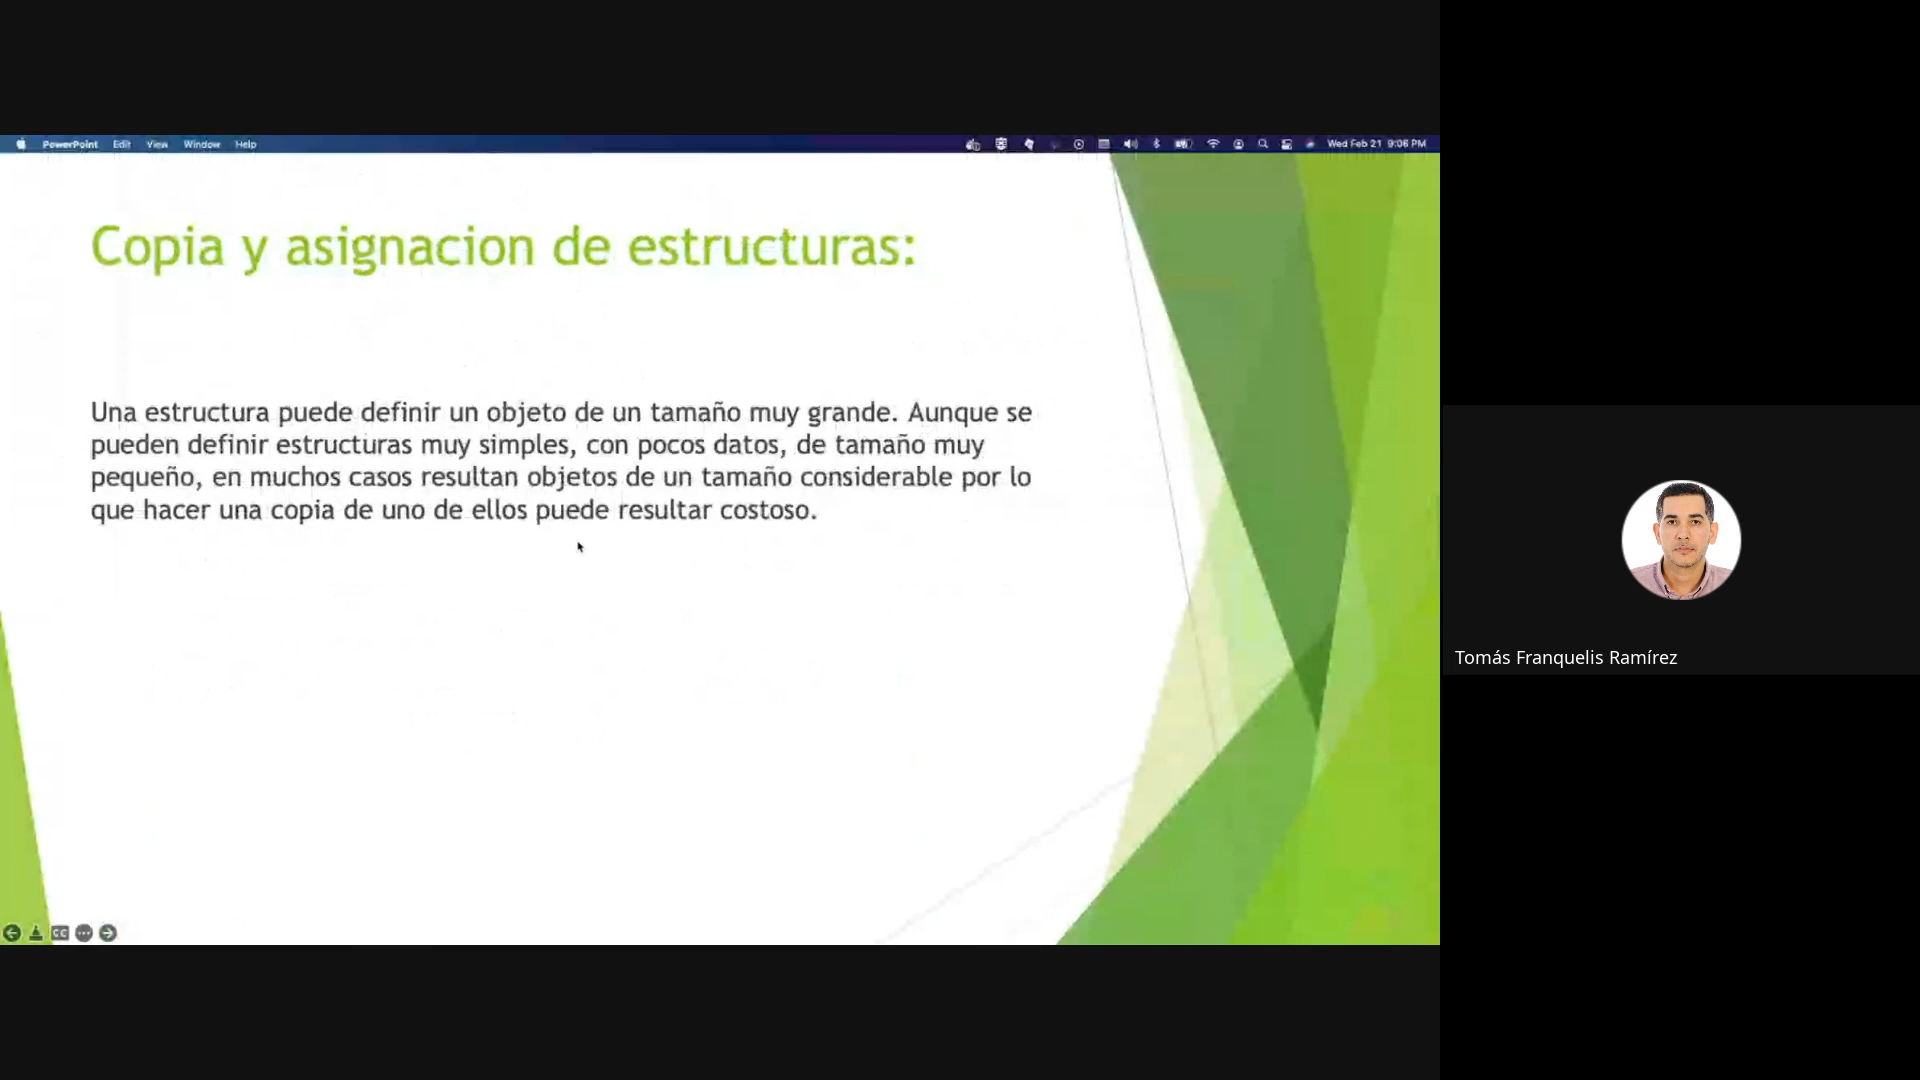 PowerPoint Edit View Window Help
Wed Feb 21 9:06 PM
Copia y asignacion de estructuras:
Una estructura puede definir un objeto de un tamaño muy grande. Aunque se
pueden definir estructuras muy simples, con pocos datos, de tamaño muy
pequeño, en muchos casos resultan objetos de un tamaño considerable por lo
que hacer una copia de uno de ellos puede resultar costoso.
CC
Tomás Franquelis Ramírez